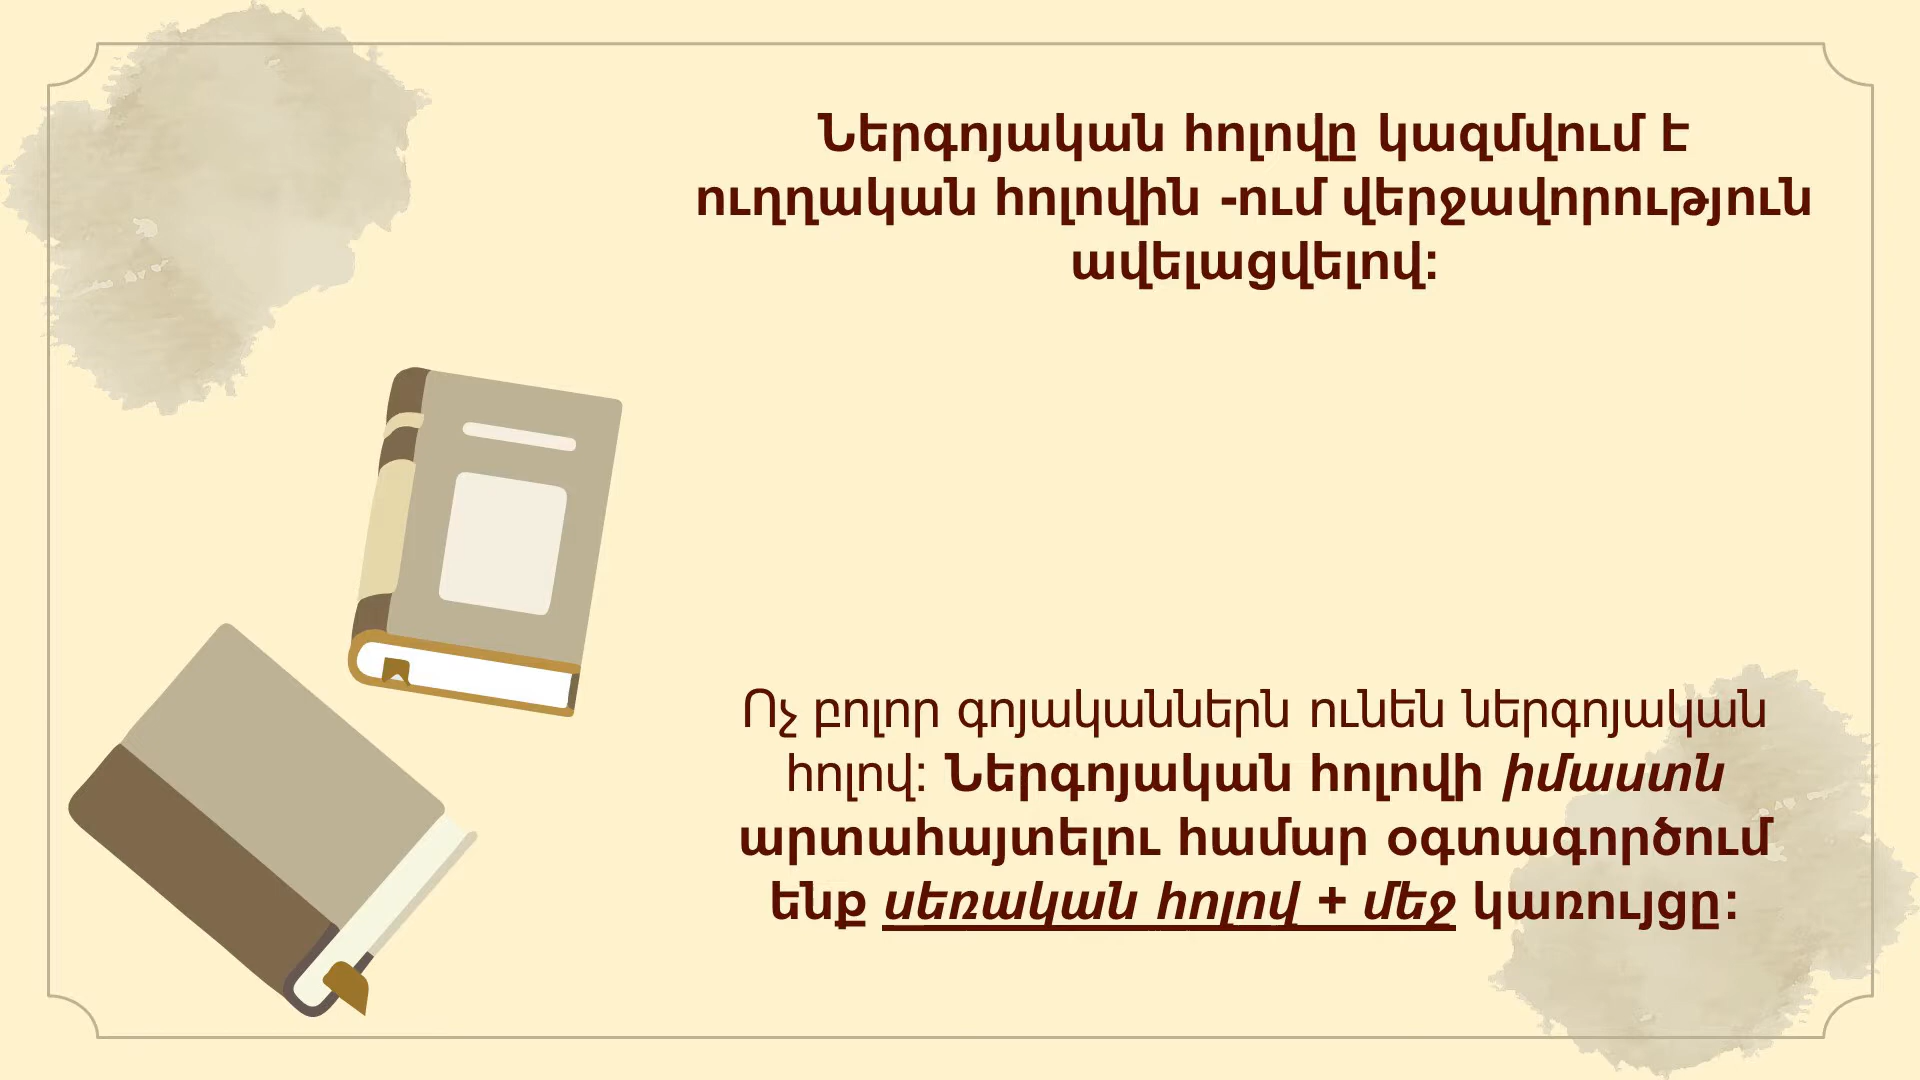 Ներգոյական հոլովը կազմվում է
ուղղական հոլովին -ում վերջավորություն
ավելացվելով:
Ոչ բոլոր գոյականներն ունեն ներգոյական
հոլով: Ներգոյական հոլովի իմաստն
արտահայտելու համար օգտագործում
ենք սեռական հոլով + մեջ կառույցը: